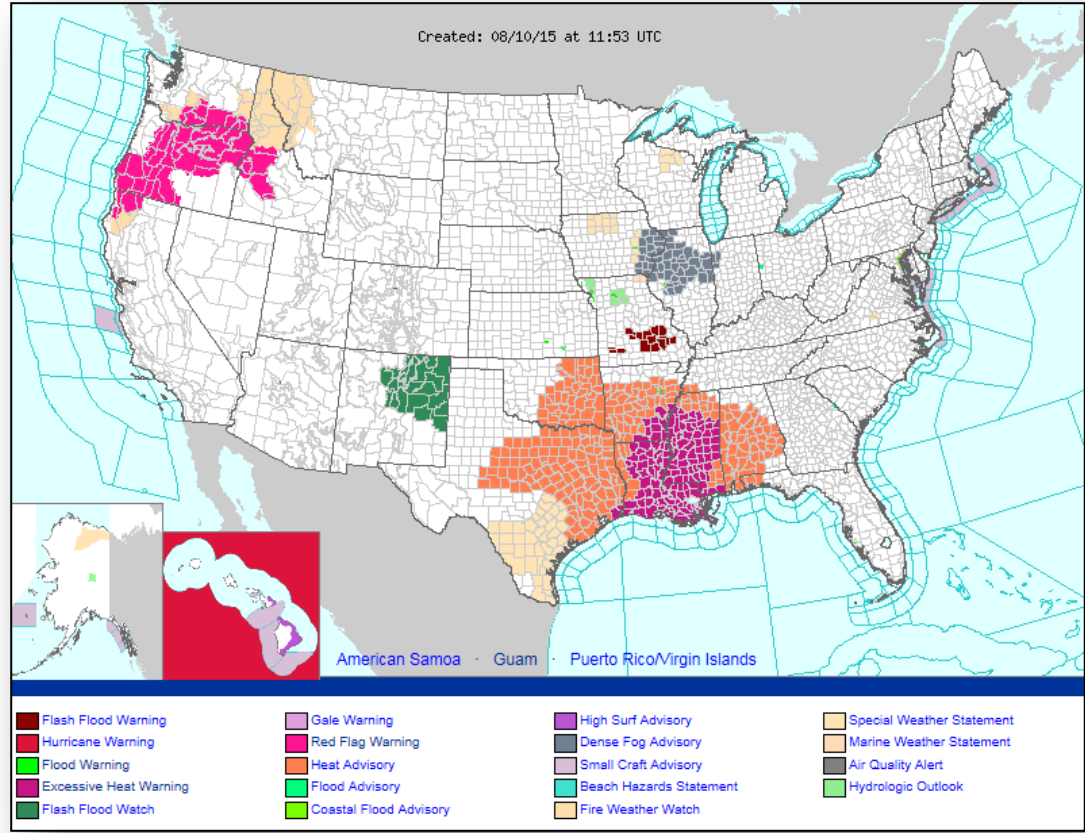 Created: 08/10/15 at 11:53 UTC
American Samoa · Guam · Puerto Rico/Virgin Islands
Flash Flood Warning
Hurricane Warning
Flood Warning
Excessive Heat Warning
Flash Flood Watch
Gale Warning
Red Flag Warning
Heat Advisory
Flood Advisory
Coastal Flood Advisory
High Surf Advisory
Dense Fog Advisory
Small Craft Advisory
Beach Hazards Statement
Fire Weather Watch
Special Weather Statement
Marine Weather Statement
Air Quality Alert
Hydrologic Outlook